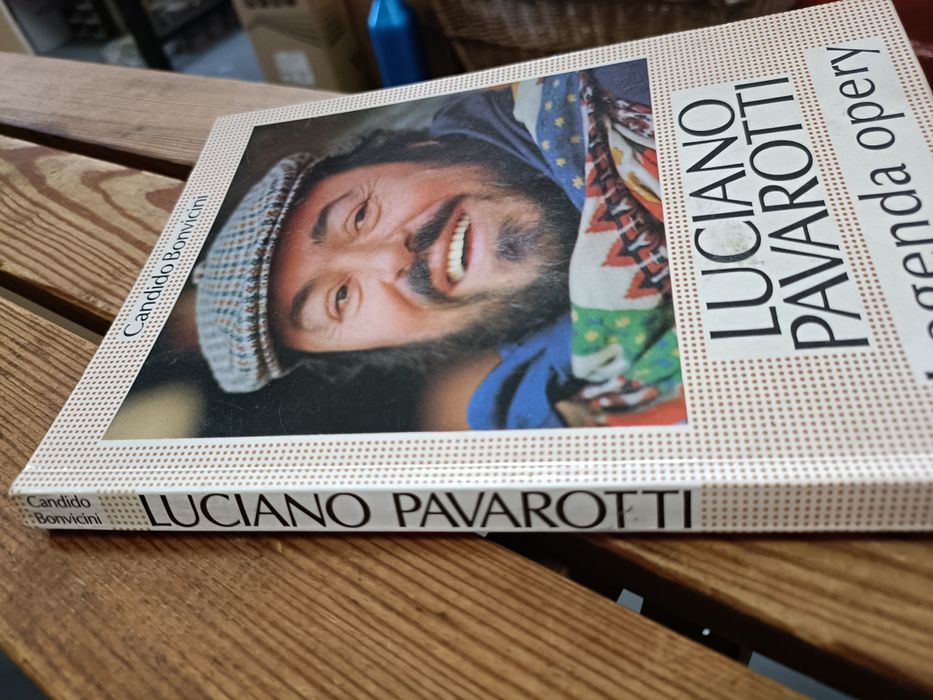 Candido Bonvicini
LUCIANO
PAVAROTTI
Legenda opery
Candido
Bonvicini
LUCIANO PAVAROTTI